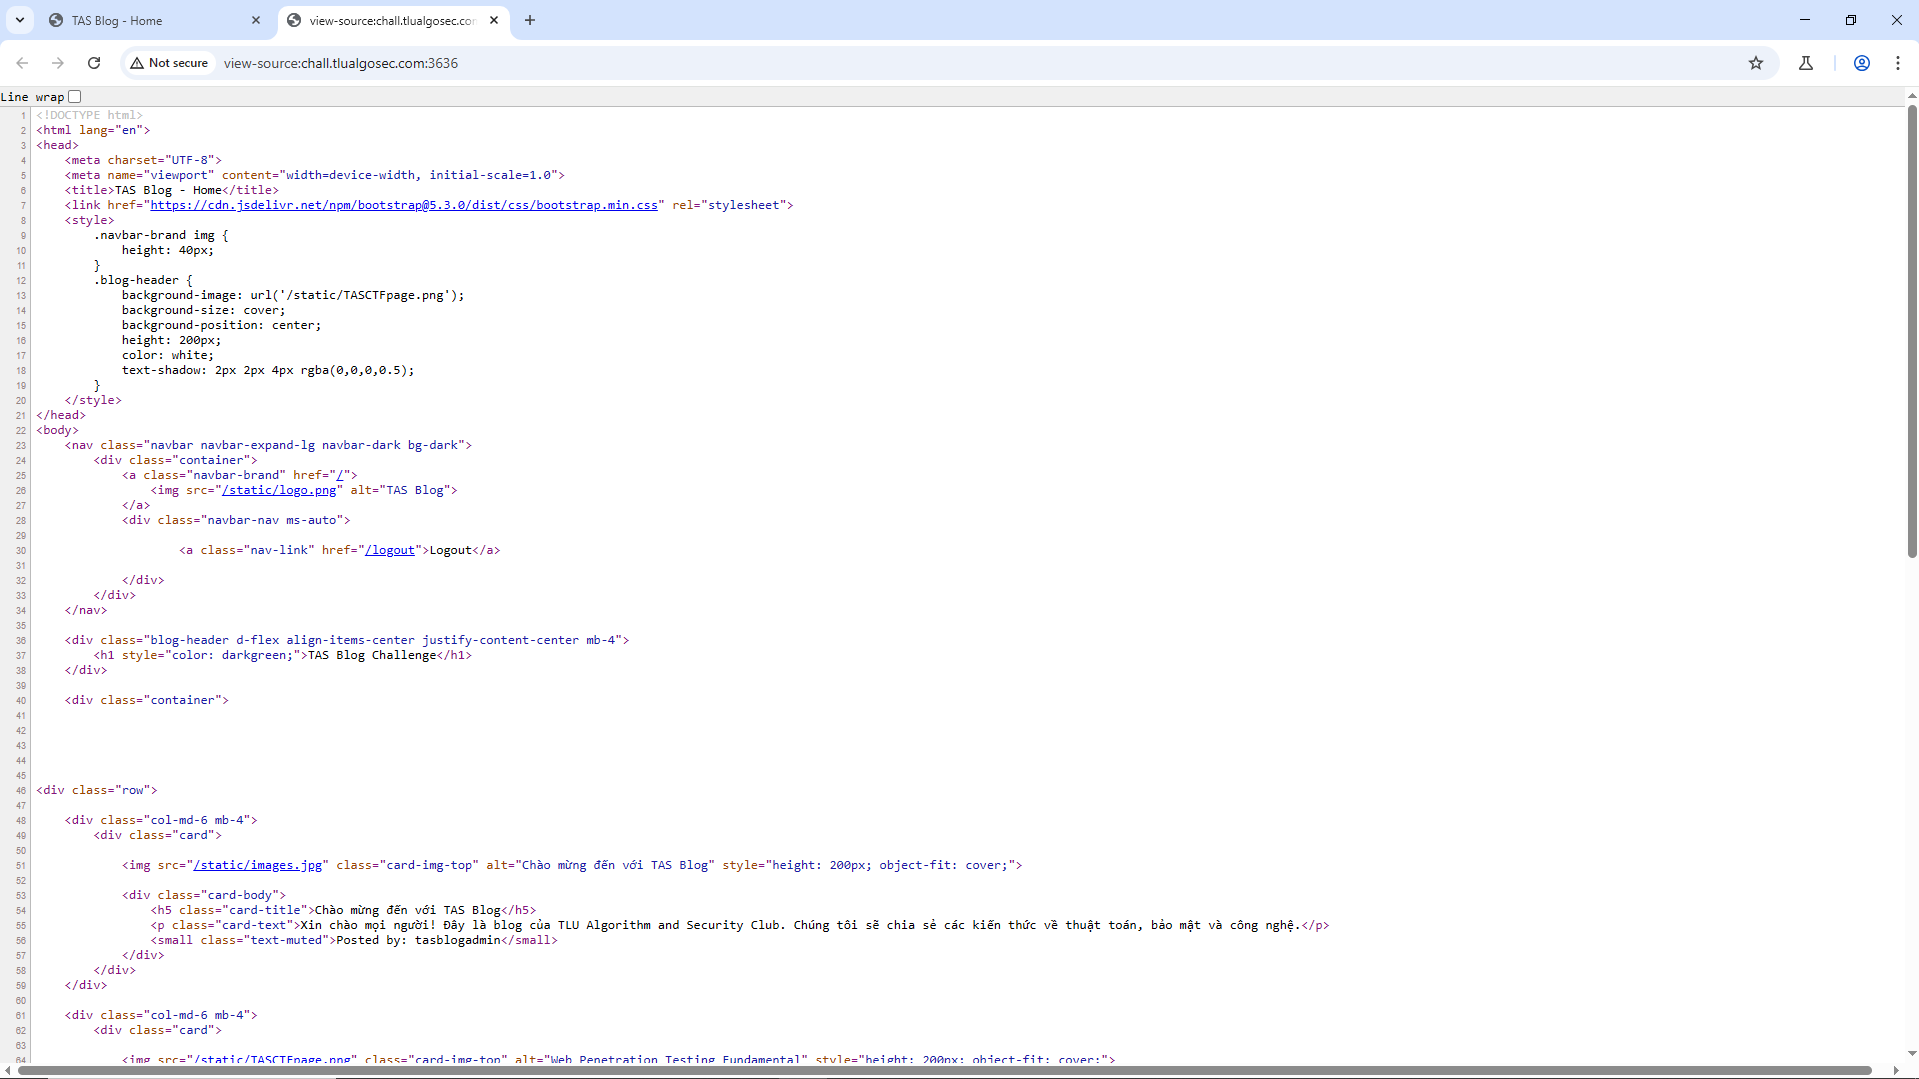 TAS Blog - Home
view-source:chall.tlualgosec.com
Not secure
view-source:chall.tlualgosec.com:3636
Line wrap
1 <!DOCTYPE html>
2 <html lang="en">
3 <head>
4 <meta charset="UTF-8">
5 <meta name="viewport" content="width=device-width, initial-scale=1.0">
6 <title>TAS Blog - Home</title>
7 <link href="https://cdn.jsdelivr.net/npm/bootstrap@5.3.0/dist/css/bootstrap.min.css" rel="stylesheet">
8 <style>
9 .navbar-brand img {
10 height: 40px;
11 }
12 .blog-header {
13 background-image: url('/static/TASCTFpage.png');
14 background-size: cover;
15 background-position: center;
16 height: 200px;
17 color: white;
18 text-shadow: 2px 2px 4px rgba(0,0,0,0.5);
19 }
20 </style>
21 </head>
22 <body>
23 <nav class="navbar navbar-expand-lg navbar-dark bg-dark">
24 <div class="container">
25 <a class="navbar-brand" href="/">
26 <img src="/static/logo.png" alt="TAS Blog">
27 </a>
28 <div class="navbar-nav ms-auto">
29
30 <a class="nav-link" href="/logout">Logout</a>
31
32 </div>
33 </div>
34 </nav>
35
36 <div class="blog-header d-flex align-items-center justify-content-center mb-4">
37 <h1 style="color: darkgreen;">TAS Blog Challenge</h1>
38 </div>
39
40 <div class="container">
41
42
43
44
45
46 <div class="row">
47
48 <div class="col-md-6 mb-4">
49 <div class="card">
50
51 <img src="/static/images.jpg" class="card-img-top" alt="Chào mừng đến với TAS Blog" style="height: 200px; object-fit: cover;">
52
53 <div class="card-body">
54 <h5 class="card-title">Chào mừng đến với TAS Blog</h5>
55 <p class="card-text">Xin chào mọi người! Đây là blog của TLU Algorithm and Security Club. Chúng tôi sẽ chia sẻ các kiến thức về thuật toán, bảo mật và công nghệ.</p>
56 <small class="text-muted">Posted by: tasblogadmin</small>
57 </div>
58 </div>
59 </div>
60
61 <div class="col-md-6 mb-4">
62 <div class="card">
63
64 <img src="/static/TASCTFpage.png" class="card-img-top" alt="Web Penetration Testing Fundamental" style="height: 200px; object-fit: cover;">